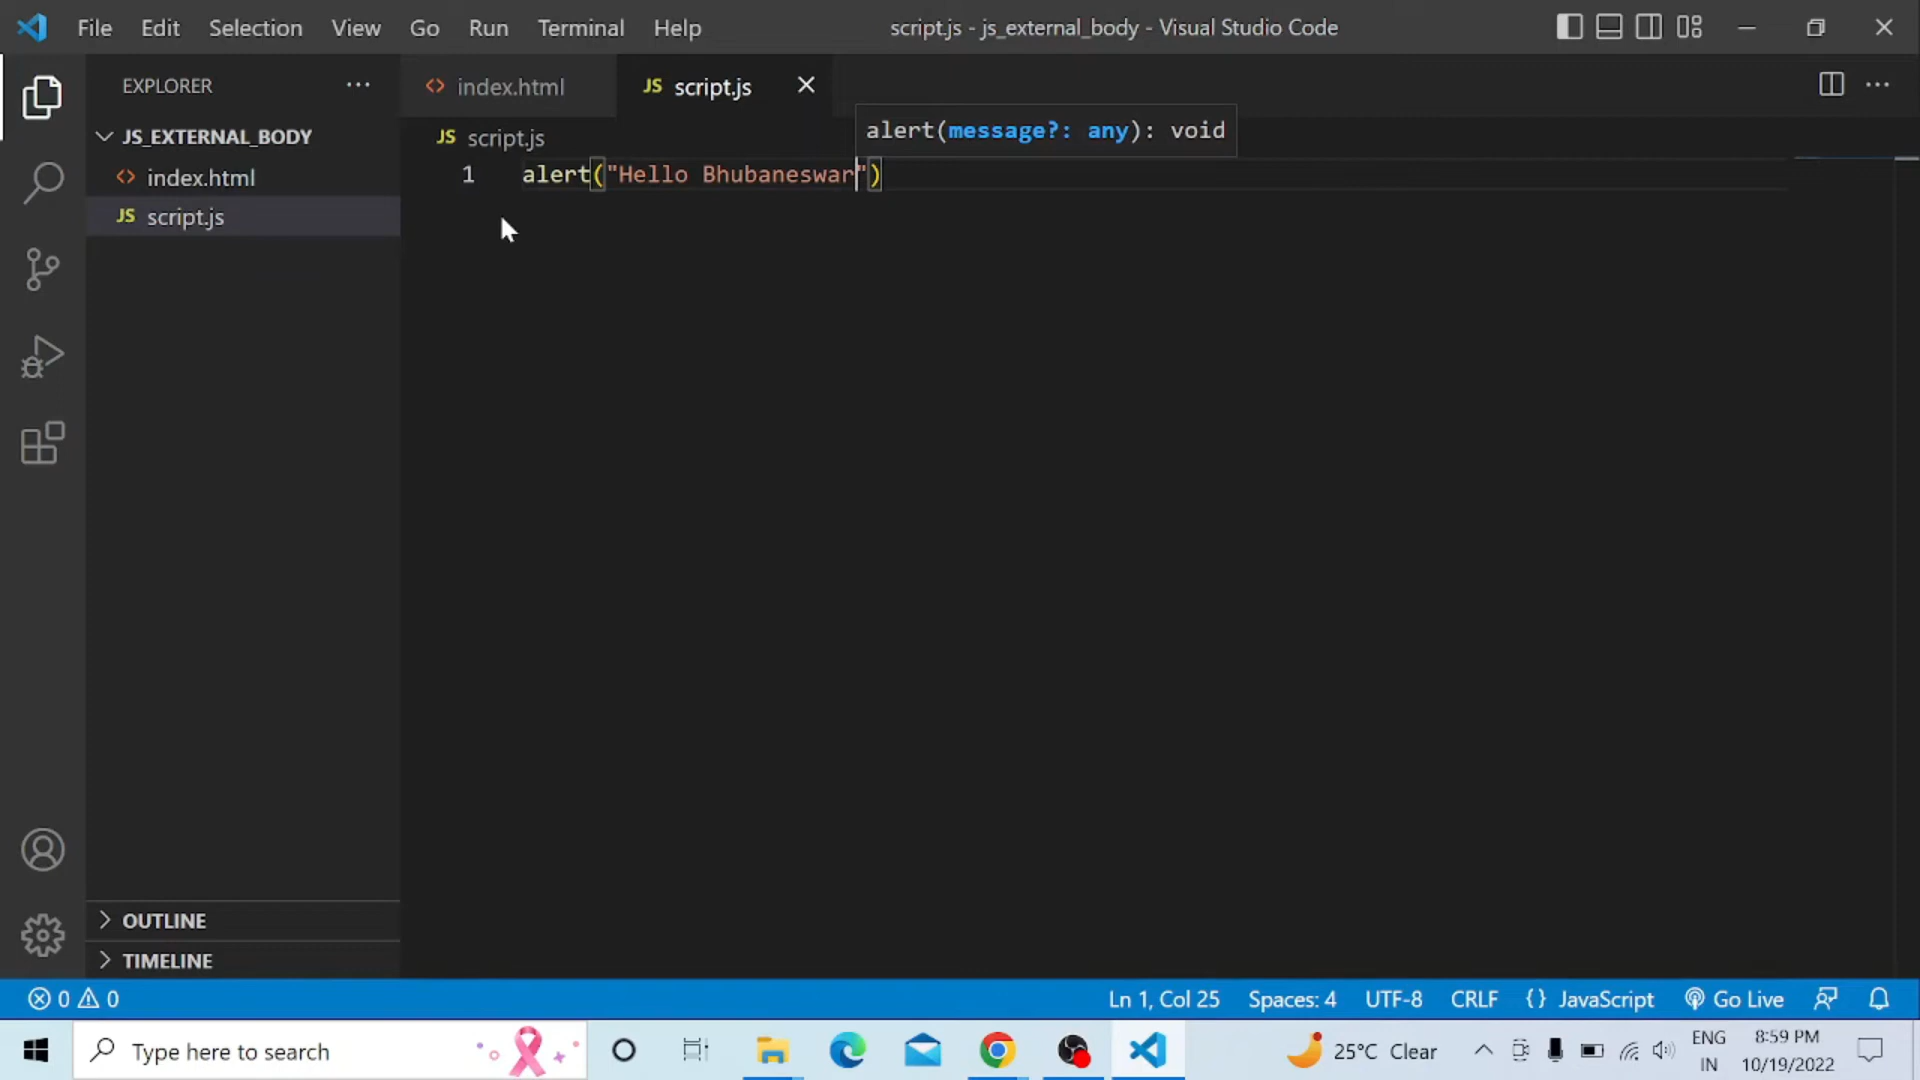 File Edit Selection View Go Run Terminal Help script.js - js_external_body - Visual Studio Code
EXPLORER ··· <> index.html JS script.js ···
alert(message?: any): void
JS_EXTERNAL_BODY JS script.js
1 alert("Hello Bhubaneswar")
<> index.html
JS script.js
OUTLINE
TIMELINE
0 0 Ln 1, Col 25 Spaces: 4 UTF-8 CRLF {} JavaScript Go Live
Type here to search 25°C Clear ENG 8:59 PM
IN 10/19/2022